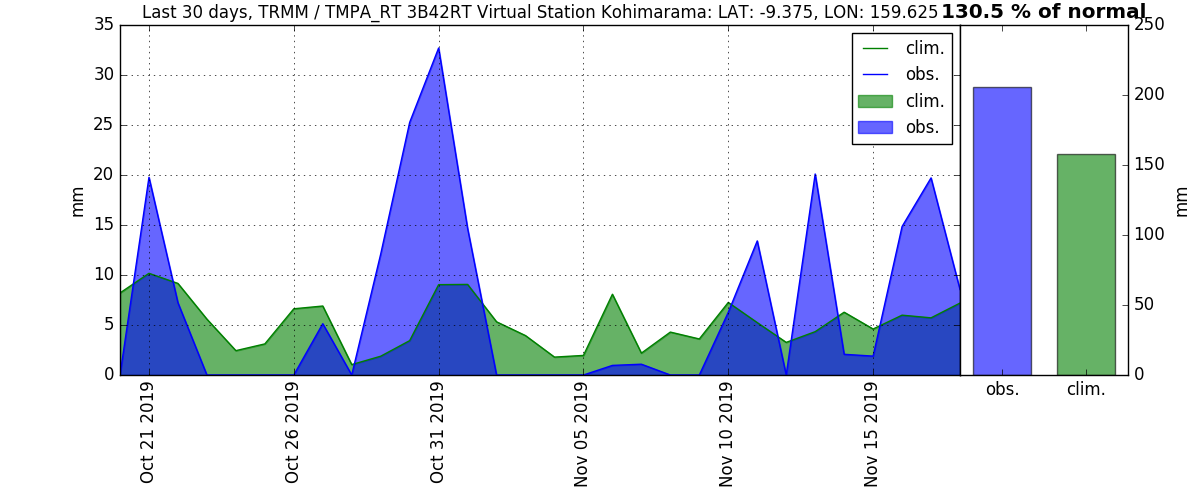 Last 30 days, TRMM / TMPA_RT 3B42RT Virtual Station Kohimarama: LAT: -9.375, LON: 159.625
130.5 % of normal
35
30
25
20
15
10
5
0
mm
clim.
obs.
clim.
obs.
Oct 21 2019
Oct 26 2019
Oct 31 2019
Nov 05 2019
Nov 10 2019
Nov 15 2019
250
200
150
100
50
0
mm
obs.
clim.